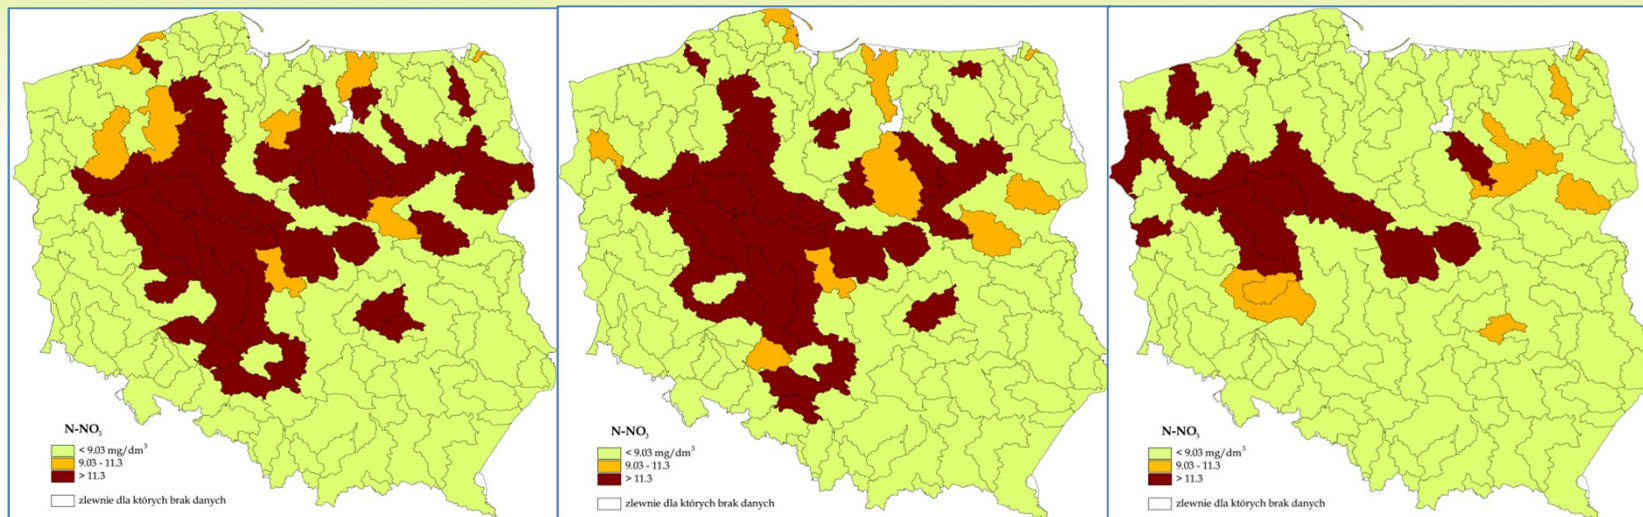 N-NO₃
< 9.03 mg/dm³
9.03 - 11.3
> 11.3
zlewnie dla których brak danych
N-NO₃
< 9.03 mg/dm³
9.03 - 11.3
> 11.3
zlewnie dla których brak danych
N-NO₃
< 9.03 mg/dm³
9.03 - 11.3
> 11.3
zlewnie dla których brak danych